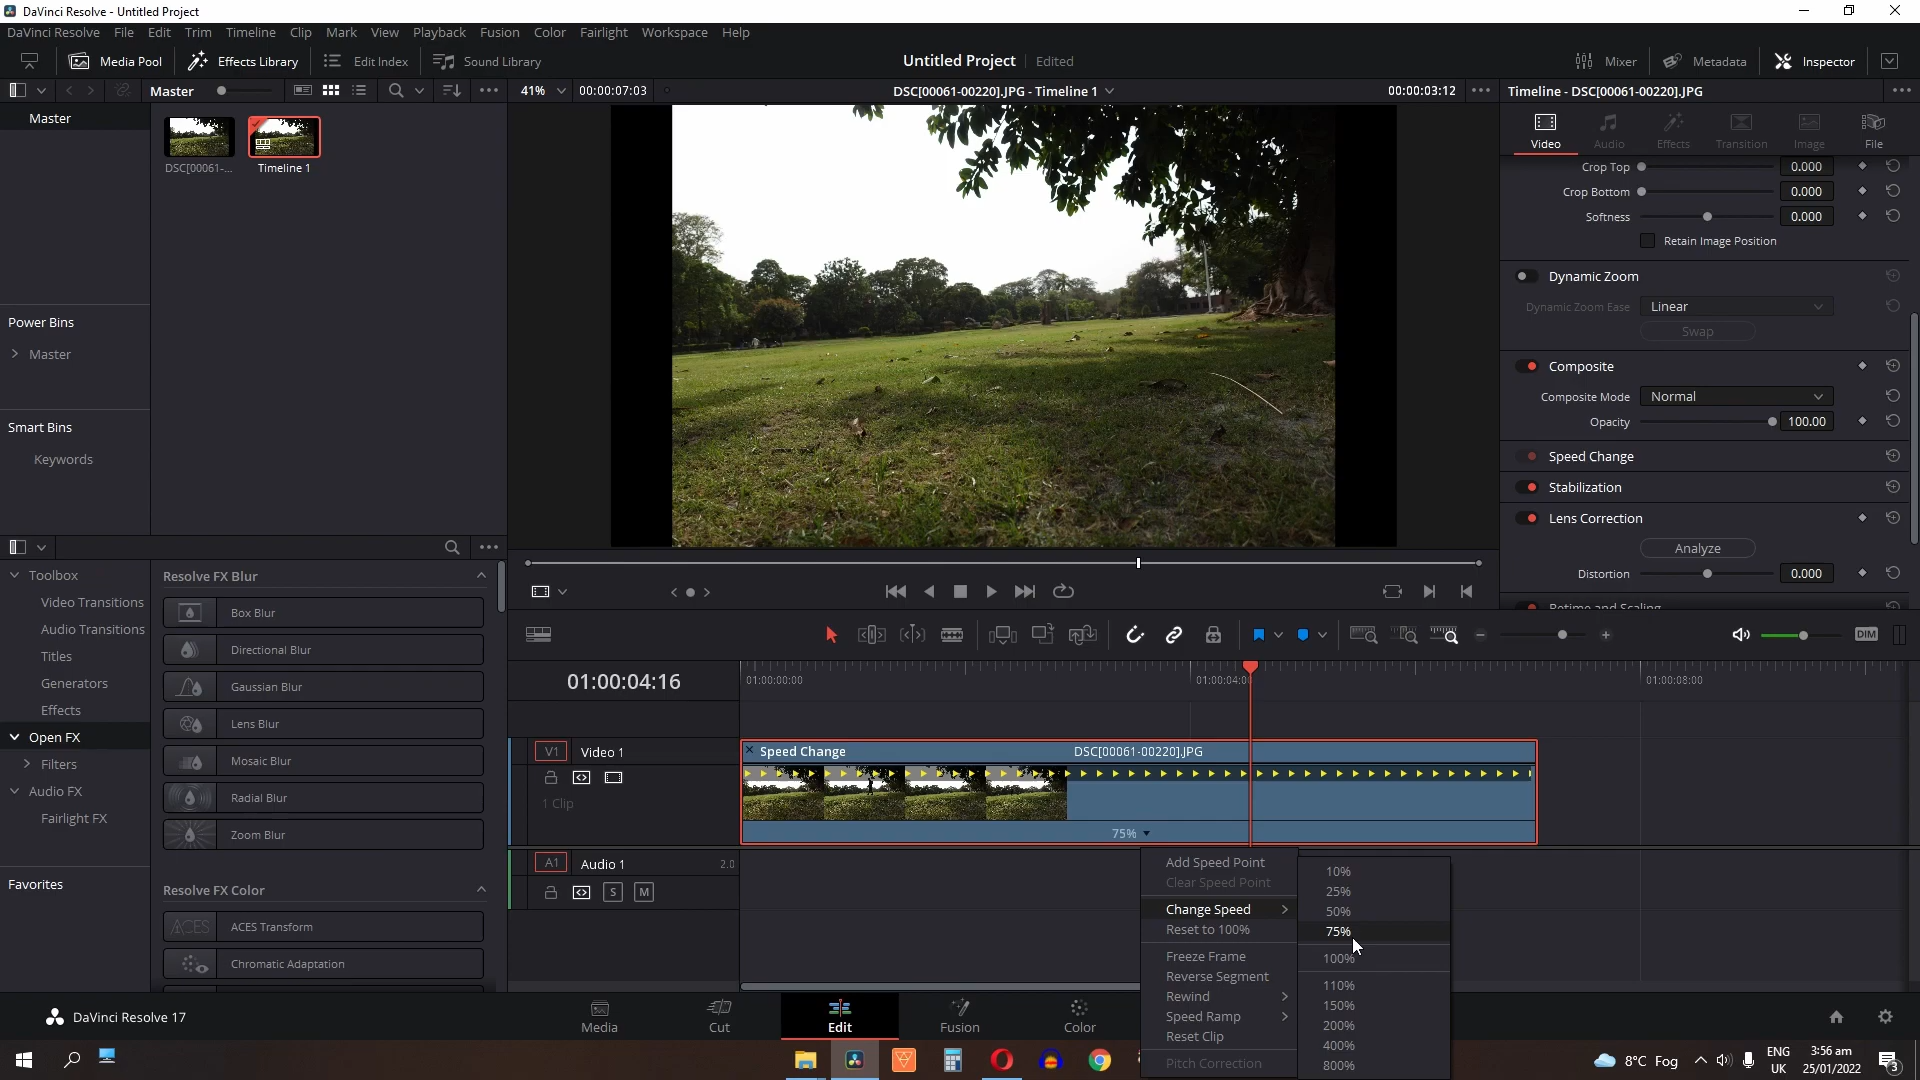 DaVinci Resolve - Untitled Project
DaVinci Resolve File Edit Trim Timeline Clip Mark View Playback Fusion Color Fairlight Workspace Help
Media Pool Effects Library Edit Index Sound Library Untitled Project Edited Mixer Metadata Inspector
Master 41% 00:00:07:03 DSC[00061-00220].JPG - Timeline 1 00:00:03:12 Timeline - DSC[00061-00220].JPG
Master
DSC[00061-... Timeline 1
Power Bins
Master
Smart Bins
Keywords
Video Audio Effects Transition Image File
Crop Top 0.000
Crop Bottom 0.000
Softness 0.000
Retain Image Position
Dynamic Zoom
Dynamic Zoom Ease Linear
Swap
Composite
Composite Mode Normal
Opacity 100.00
Speed Change
Stabilization
Lens Correction
Analyze
Distortion 0.000
Retime and Scaling
Toolbox
Video Transitions
Audio Transitions
Titles
Generators
Effects
Open FX
Filters
Audio FX
Fairlight FX
Favorites
Resolve FX Blur
Box Blur
Directional Blur
Gaussian Blur
Lens Blur
Mosaic Blur
Radial Blur
Zoom Blur
Resolve FX Color
ACES Transform
Chromatic Adaptation
DIM
01:00:04:16 01:00:00:00 01:00:04:00 01:00:08:00
V1 Video 1
1 Clip
Speed Change DSC[00061-00220].JPG
75%
A1 Audio 1 2.0
S M
Add Speed Point
Clear Speed Point
Change Speed
Reset to 100%
Freeze Frame
Reverse Segment
Rewind
Speed Ramp
Reset Clip
Pitch Correction
10%
25%
50%
75%
100%
110%
150%
200%
400%
800%
DaVinci Resolve 17 Media Cut Edit Fusion Color
8°C Fog ENG UK 3:56 am 25/01/2022 3